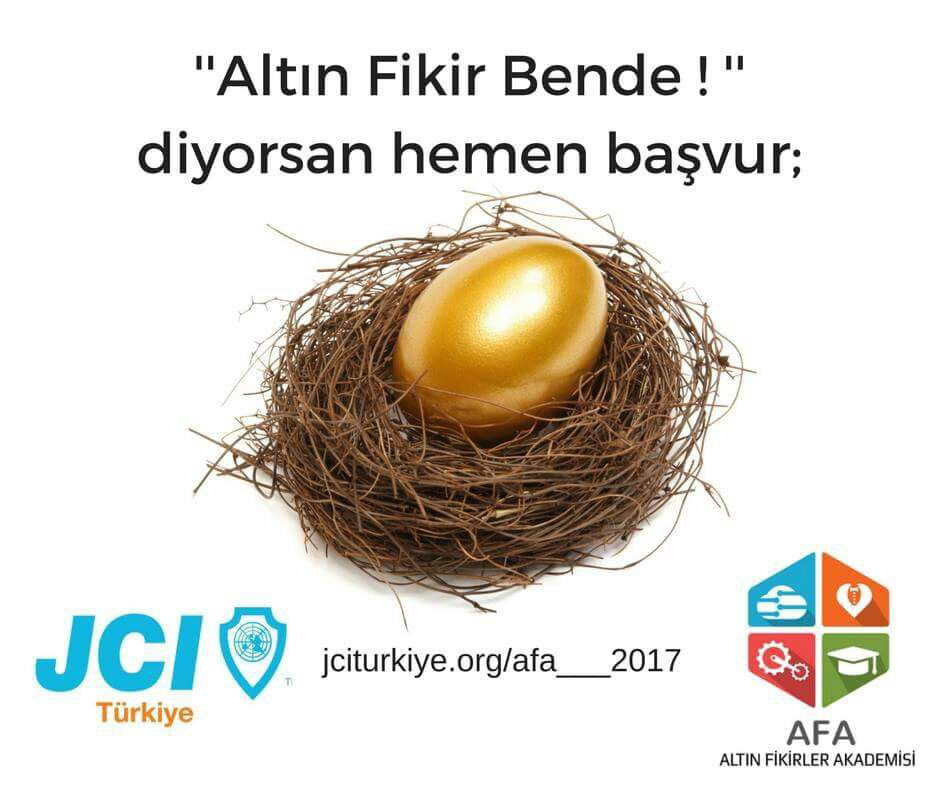 "Altın Fikir Bende ! "
diyorsan hemen başvur;
JCI
Türkiye
jciturkiye.org/afa___2017
AFA
ALTIN FİKİRLER AKADEMİSİ